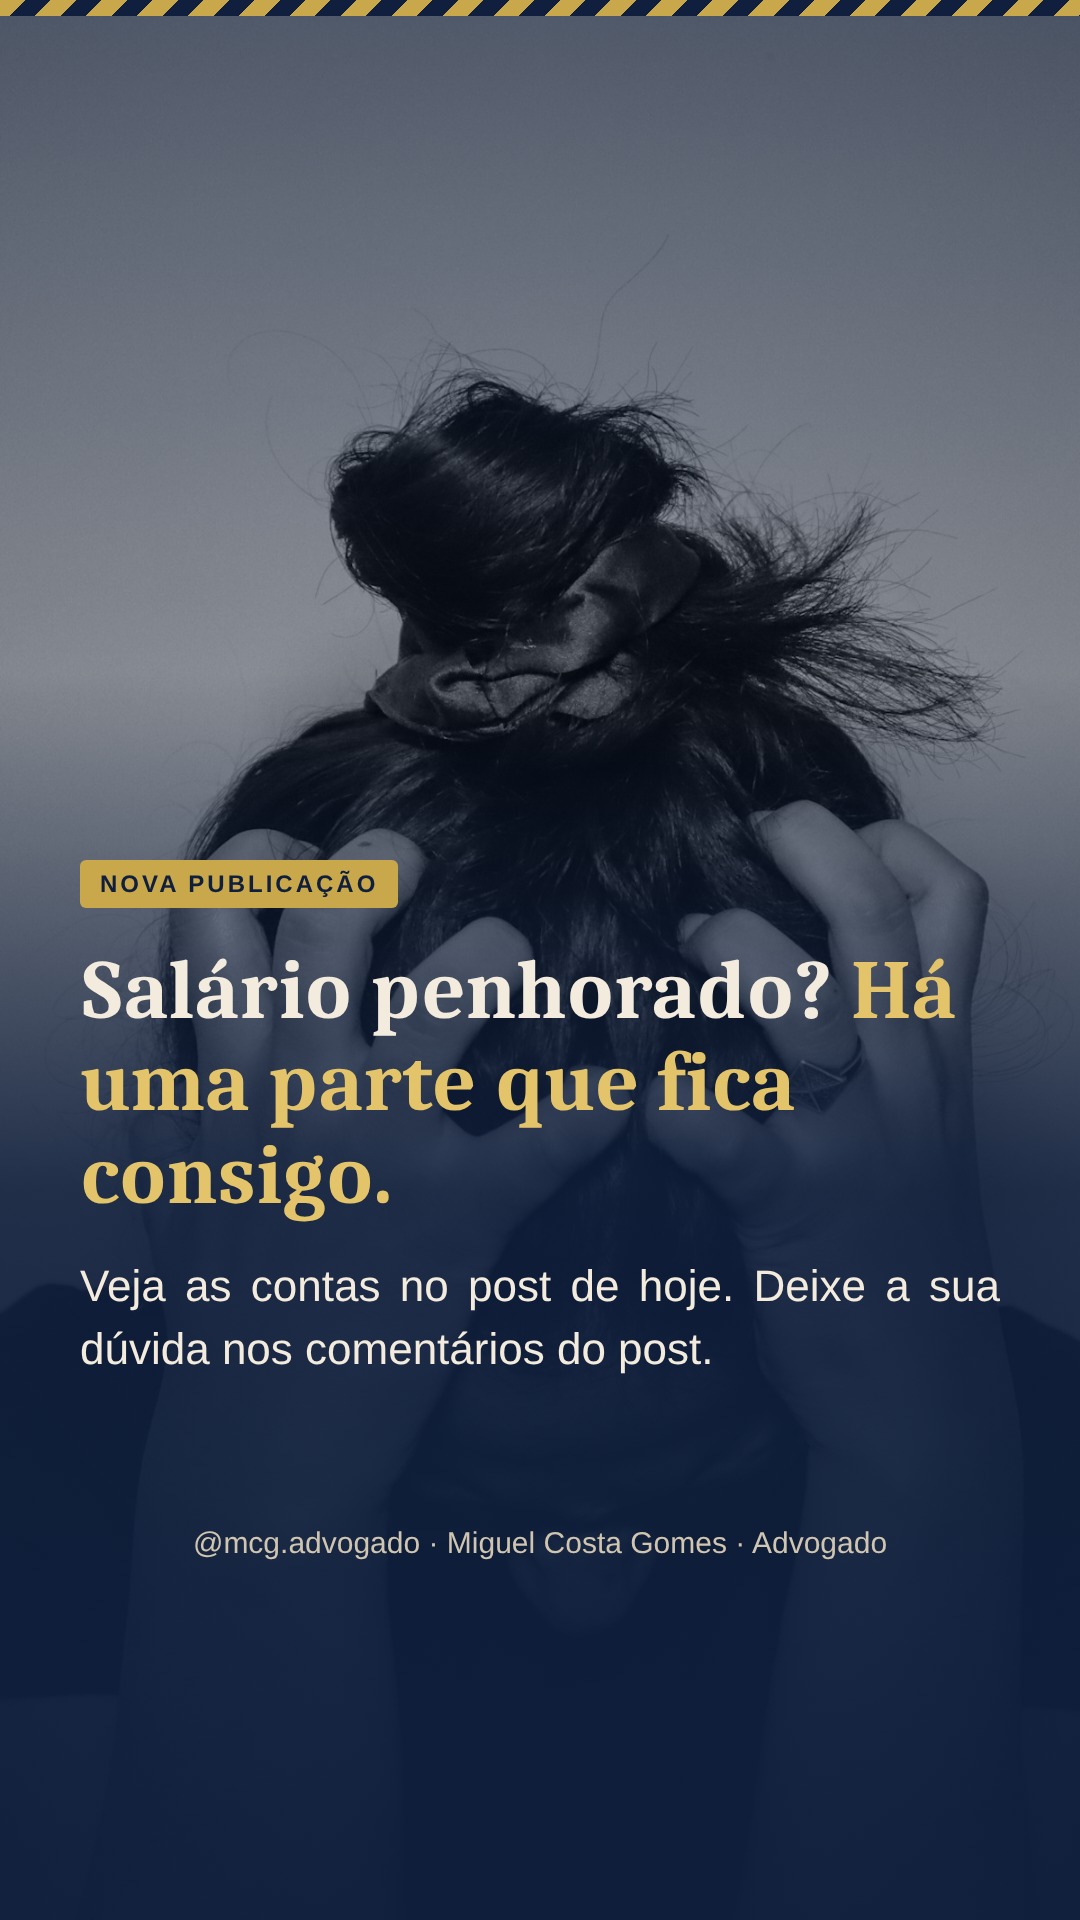 NOVA PUBLICAÇÃO
Salário penhorado? Há
uma parte que fica
consigo.
Veja as contas no post de hoje. Deixe a sua
dúvida nos comentários do post.
@mcg.advogado · Miguel Costa Gomes · Advogado